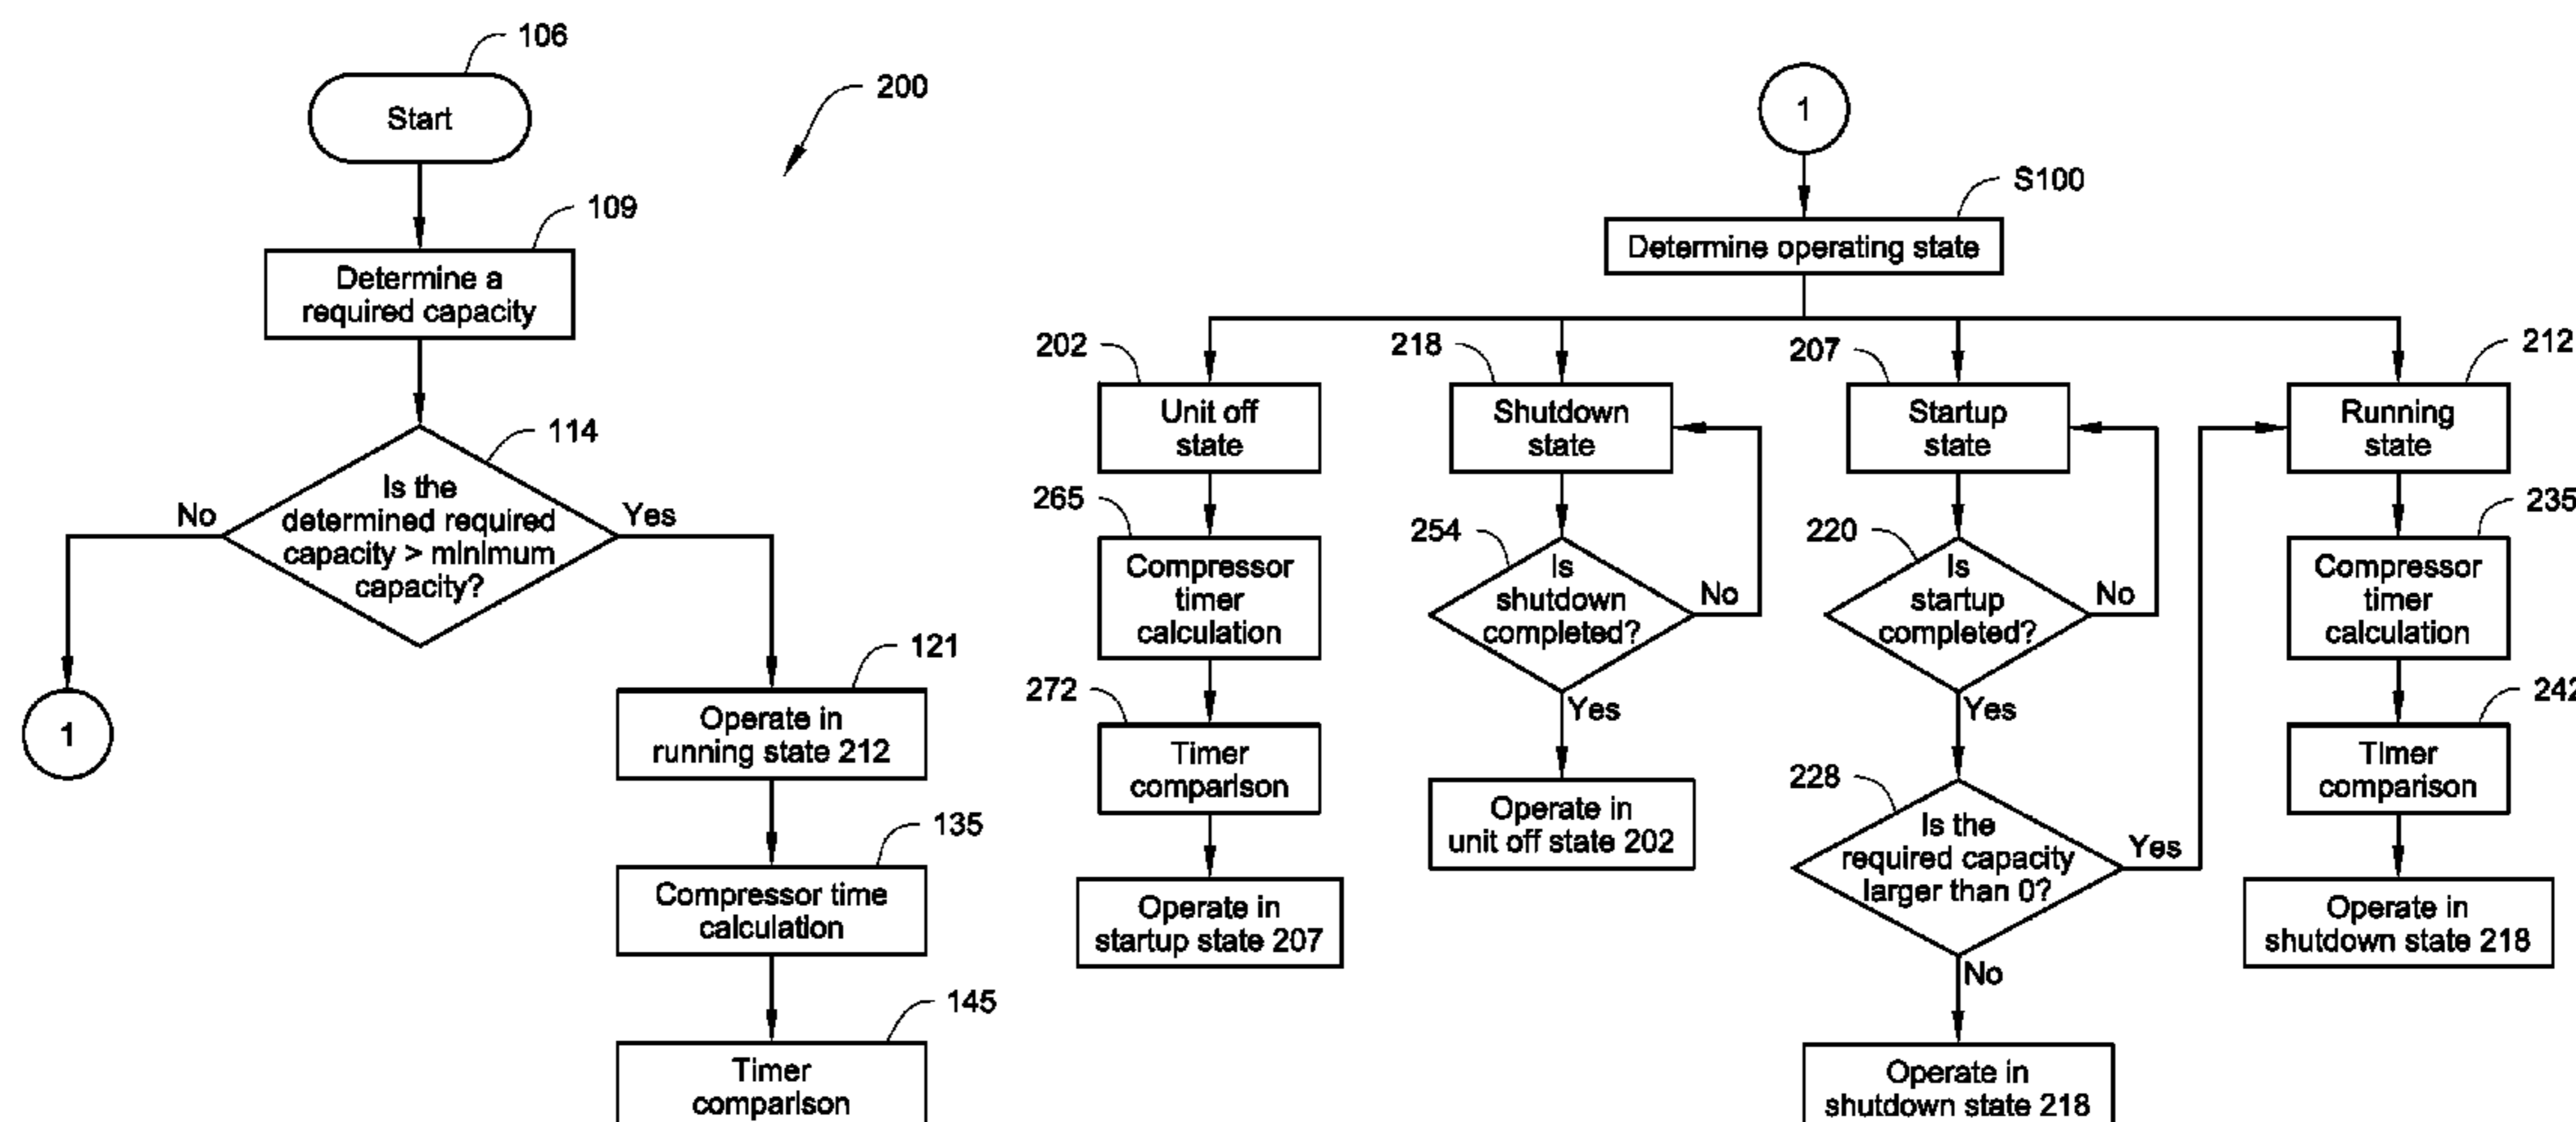 106
Start
200
109
Determine a
required capacity
114
Is the
determined required
capacity > minimum
capacity?
No
Yes
1
121
Operate in
running state 212
135
Compressor time
calculation
145
Timer
comparison
1
S100
Determine operating state
202
Unit off
state
265
Compressor
timer
calculation
272
Timer
comparison
Operate in
startup state 207
218
Shutdown
state
254
Is
shutdown
completed?
No
Yes
Operate in
unit off state 202
207
Startup
state
220
Is
startup
completed?
No
Yes
228
Is the
required capacity
larger than 0?
Yes
No
Operate in
shutdown state 218
212
Running
state
235
Compressor
timer
calculation
242
Timer
comparison
Operate in
shutdown state 218